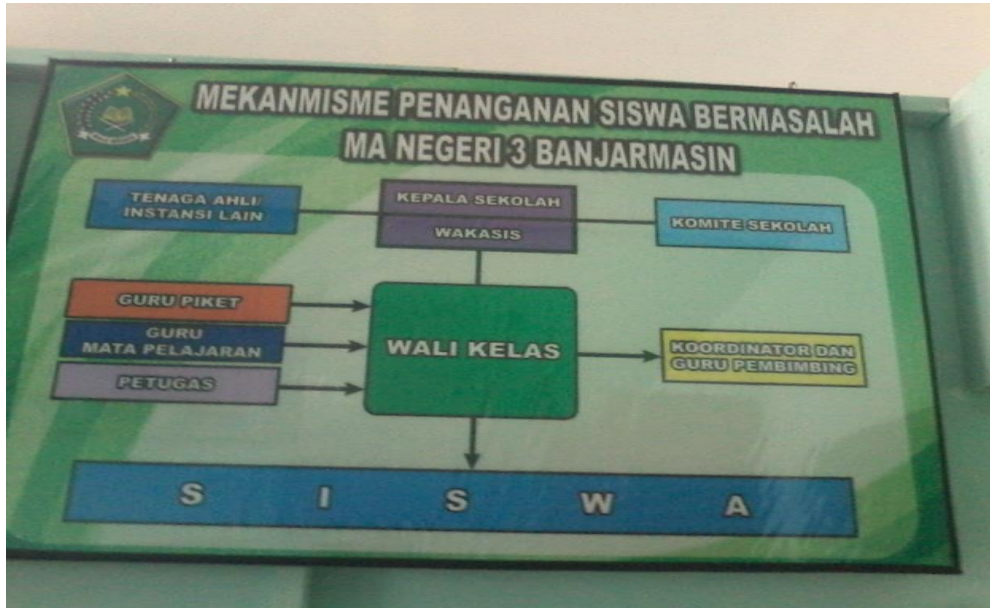 MEKANMISME PENANGANAN SISWA BERMASALAH
MA NEGERI 3 BANJARMASIN
TENAGA AHLI/
INSTANSI LAIN
KEPALA SEKOLAH
WAKASIS
KOMITE SEKOLAH
GURU PIKET
GURU
MATA PELAJARAN
PETUGAS
WALI KELAS
KOORDINATOR DAN
GURU PEMBIMBING
S I S W A